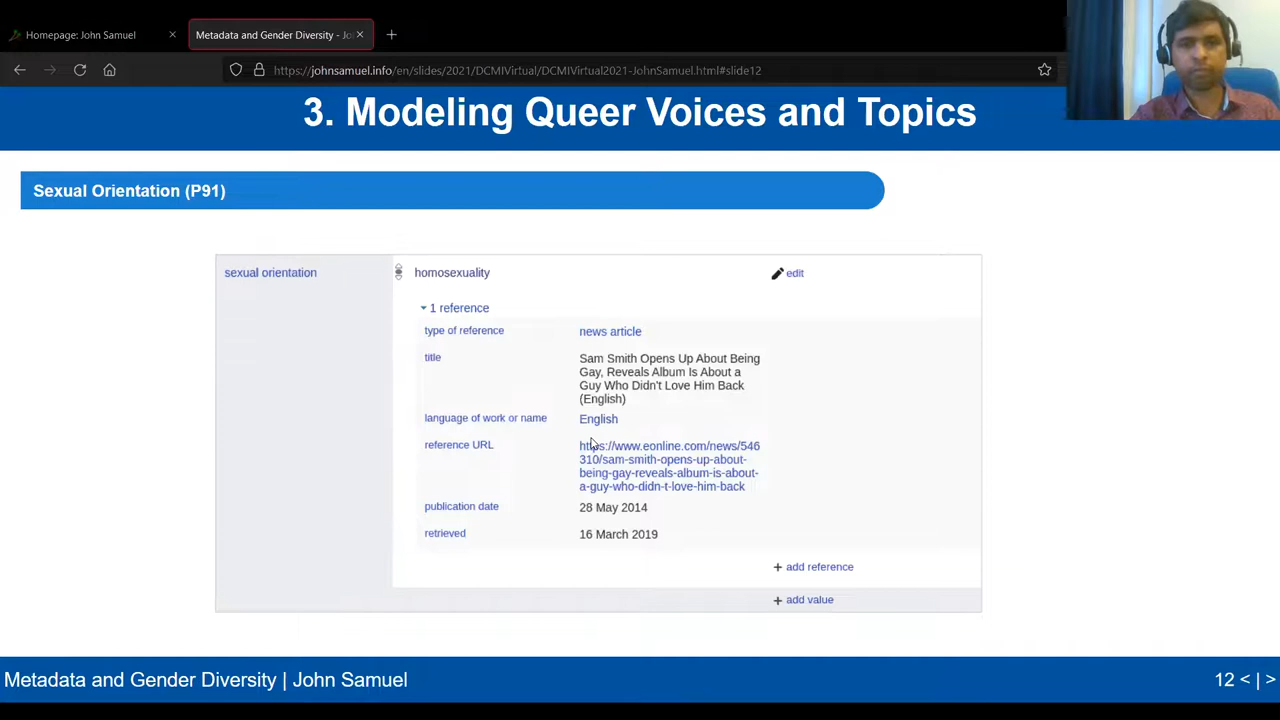 Homepage: John Samuel
Metadata and Gender Diversity - Jo
https://johnsamuel.info/en/slides/2021/DCMIVirtual/DCMIVirtual2021-JohnSamuel.html#slide12
3. Modeling Queer Voices and Topics
Sexual Orientation (P91)
sexual orientation
homosexuality
edit
1 reference
type of reference
news article
title
Sam Smith Opens Up About Being
Gay, Reveals Album Is About a
Guy Who Didn't Love Him Back
(English)
language of work or name
English
reference URL
https://www.eonline.com/news/546
310/sam-smith-opens-up-about-
being-gay-reveals-album-is-about-
a-guy-who-didn-t-love-him-back
publication date
28 May 2014
retrieved
16 March 2019
+ add reference
+ add value
Metadata and Gender Diversity | John Samuel
12 < | >